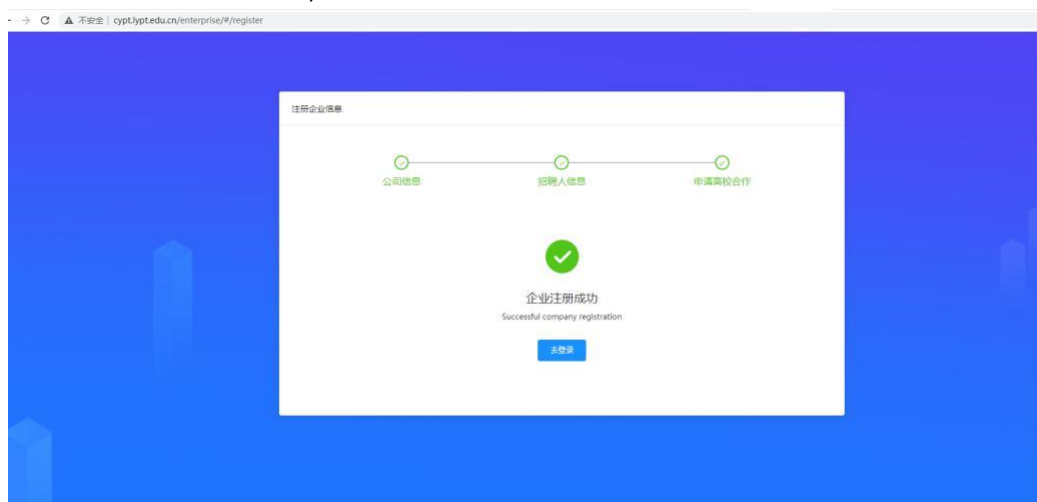 不安全 | cypt.lypt.edu.cn/enterprise/#/register
注册企业信息
公司信息 招聘人信息 申请高校合作
企业注册成功
Successful company registration
去登录